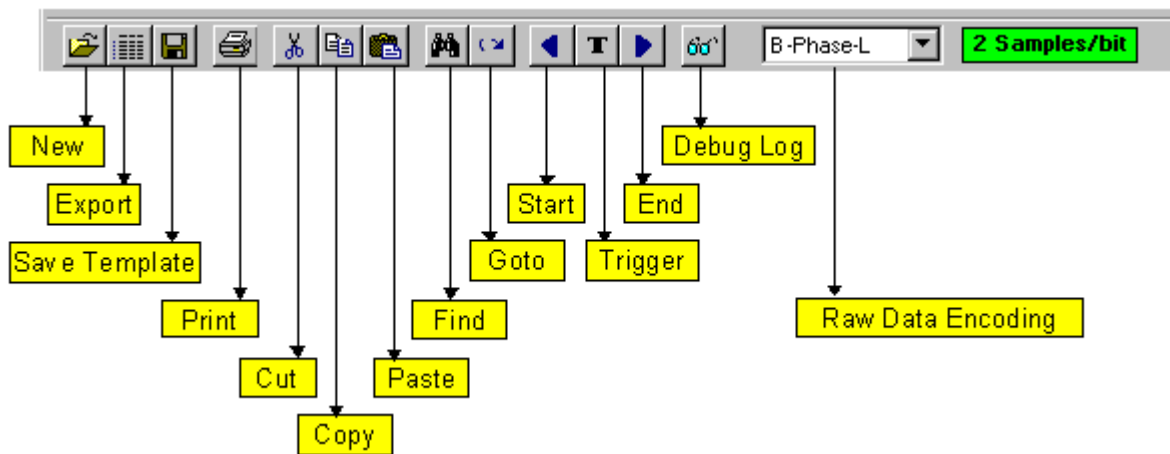 T
B-Phase-L
2 Samples/bit
New
Debug Log
Export
Start
End
Save Template
Goto
Trigger
Print
Find
Raw Data Encoding
Cut
Paste
Copy